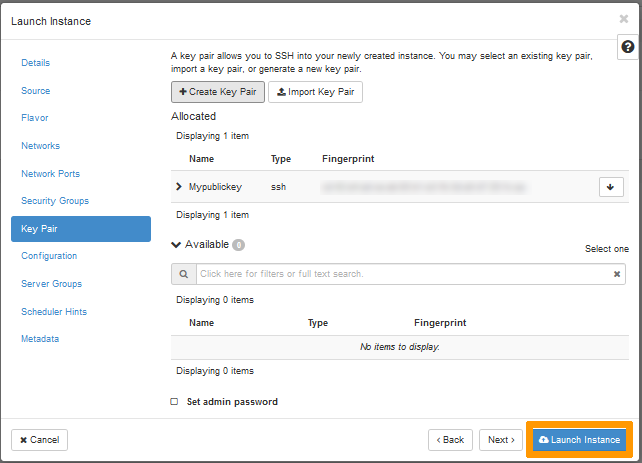 Launch Instance
Details
Source
Flavor
Networks
Network Ports
Security Groups
Key Pair
Configuration
Server Groups
Scheduler Hints
Metadata
A key pair allows you to SSH into your newly created instance. You may select an existing key pair,
import a key pair, or generate a new key pair.
Create Key Pair Import Key Pair
Allocated
Displaying 1 item
Name Type Fingerprint
Mypublickey ssh
Displaying 1 item
Available 0
Select one
Click here for filters or full text search.
Displaying 0 items
Name Type Fingerprint
No items to display.
Displaying 0 items
Set admin password
Cancel
‹ Back Next › Launch Instance